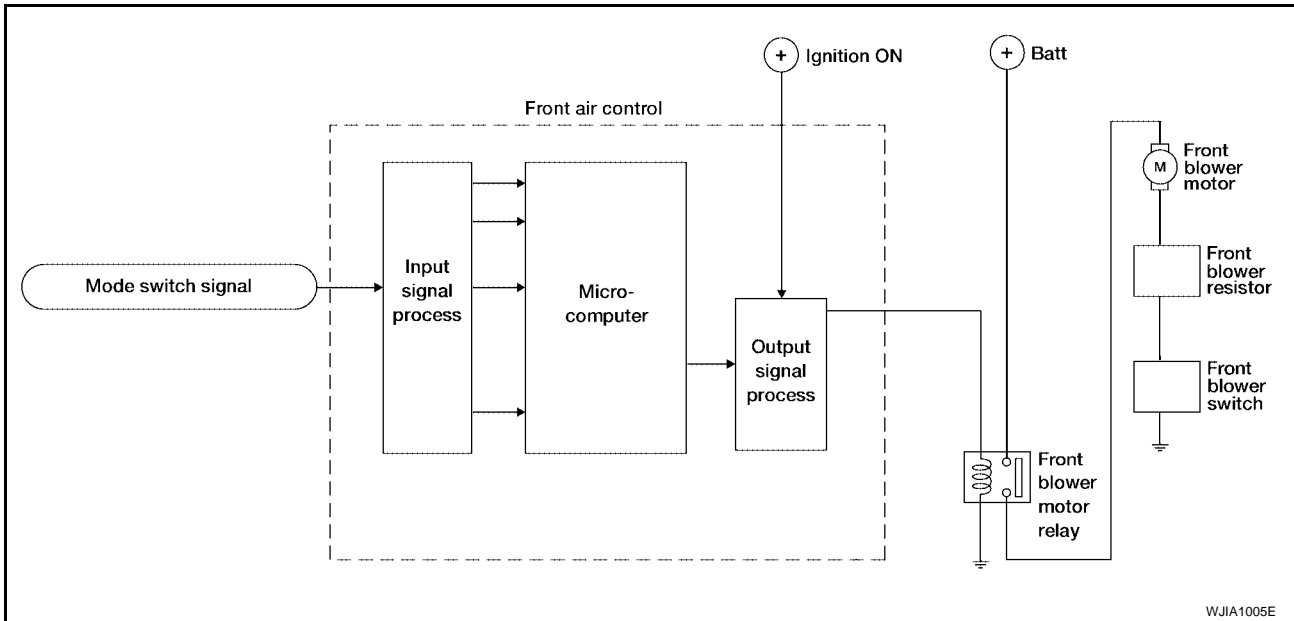 + Ignition ON
+ Batt
Front air control
Front
blower
motor
M
Front
blower
resistor
Front
blower
switch
Mode switch signal
Input
signal
process
Micro-
computer
Output
signal
process
Front
blower
motor
relay
WJIA1005E